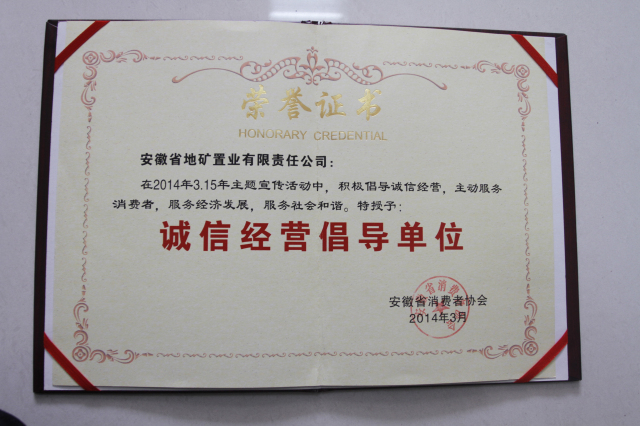 荣誉证书
HONORARY CREDENTIAL
安徽省地矿置业有限责任公司：
在2014年3.15年主题宣传活动中，积极倡导诚信经营，主动服务
消费者，服务经济发展，服务社会和谐。特授予：
诚信经营倡导单位
安徽省消费者协会
2014年3月